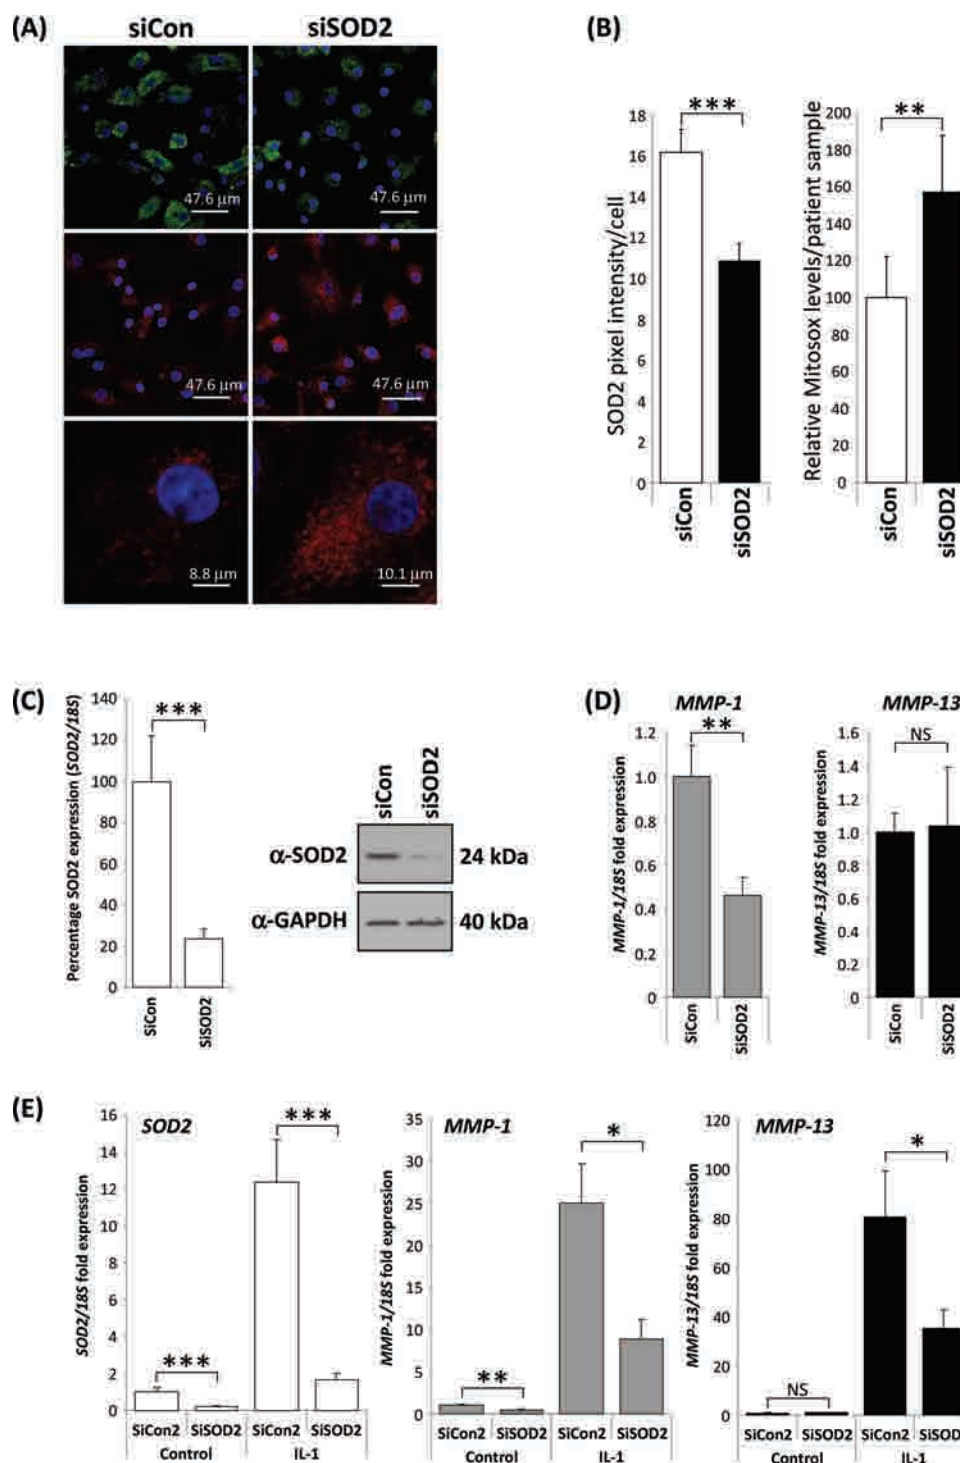 (A)
siCon
siSOD2
47.6 µm
47.6 µm
47.6 µm
47.6 µm
8.8 µm
10.1 µm
(B)
SOD2 pixel intensity/cell
18
16
14
12
10
8
6
4
2
0
***
siCon
siSOD2
Relative Mitosox levels/patient sample
200
180
160
140
120
100
80
60
40
20
0
**
siCon
siSOD2
(C)
Percentage SOD2 expression (SOD2/18S)
140
120
100
80
60
40
20
0
***
SiCon
SiSOD2
siCon
siSOD2
α-SOD2
24 kDa
α-GAPDH
40 kDa
(D)
MMP-1
MMP-1/18S fold expression
1.2
1.0
0.8
0.6
0.4
0.2
0
**
SiCon
SiSOD2
MMP-13
MMP-13/18S fold expression
1.6
1.4
1.2
1.0
0.8
0.6
0.4
0.2
0
NS
SiCon
SiSOD2
(E)
SOD2
SOD2/18S fold expression
16
14
12
10
8
6
4
2
0
***
***
SiCon2
SiSOD2
SiCon2
SiSOD2
Control
IL-1
MMP-1
MMP-1/18S fold expression
35
30
25
20
15
10
5
0
**
*
SiCon2
SiSOD2
SiCon2
SiSOD2
Control
IL-1
MMP-13
MMP-13/18S fold expression
120
100
80
60
40
20
0
NS
*
SiCon2
SiSOD2
SiCon2
SiSOD
Control
IL-1